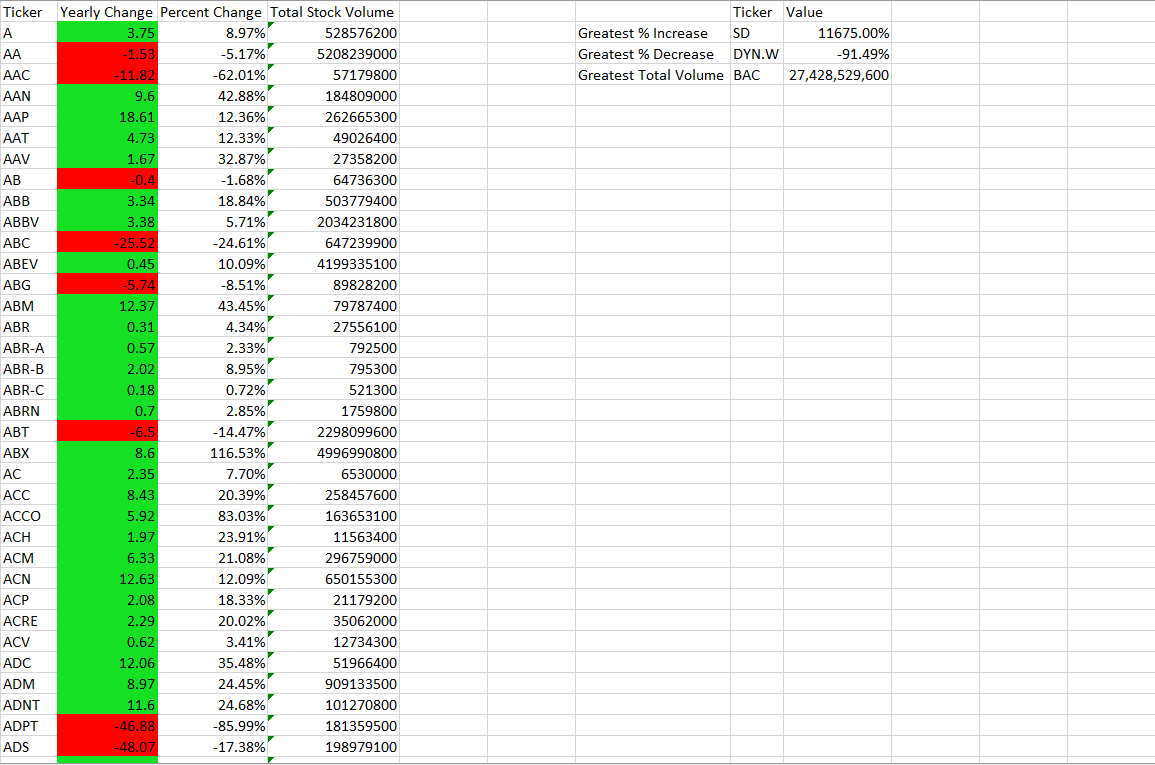 Ticker Yearly Change Percent Change Total Stock Volume Ticker Value
A 3.75 8.97% 528576200 Greatest % Increase SD 11675.00%
AA -1.53 -5.17% 5208239000 Greatest % Decrease DYN.W -91.49%
AAC -11.82 -62.01% 57179800 Greatest Total Volume BAC 27,428,529,600
AAN 9.6 42.88% 184809000
AAP 18.61 12.36% 262665300
AAT 4.73 12.33% 49026400
AAV 1.67 32.87% 27358200
AB -0.4 -1.68% 64736300
ABB 3.34 18.84% 503779400
ABBV 3.38 5.71% 2034231800
ABC -25.52 -24.61% 647239900
ABEV 0.45 10.09% 4199335100
ABG -5.74 -8.51% 89828200
ABM 12.37 43.45% 79787400
ABR 0.31 4.34% 27556100
ABR-A 0.57 2.33% 792500
ABR-B 2.02 8.95% 795300
ABR-C 0.18 0.72% 521300
ABRN 0.7 2.85% 1759800
ABT -6.5 -14.47% 2298099600
ABX 8.6 116.53% 4996990800
AC 2.35 7.70% 6530000
ACC 8.43 20.39% 258457600
ACCO 5.92 83.03% 163653100
ACH 1.97 23.91% 11563400
ACM 6.33 21.08% 296759000
ACN 12.63 12.09% 650155300
ACP 2.08 18.33% 21179200
ACRE 2.29 20.02% 35062000
ACV 0.62 3.41% 12734300
ADC 12.06 35.48% 51966400
ADM 8.97 24.45% 909133500
ADNT 11.6 24.68% 101270800
ADPT -46.88 -85.99% 181359500
ADS -48.07 -17.38% 198979100